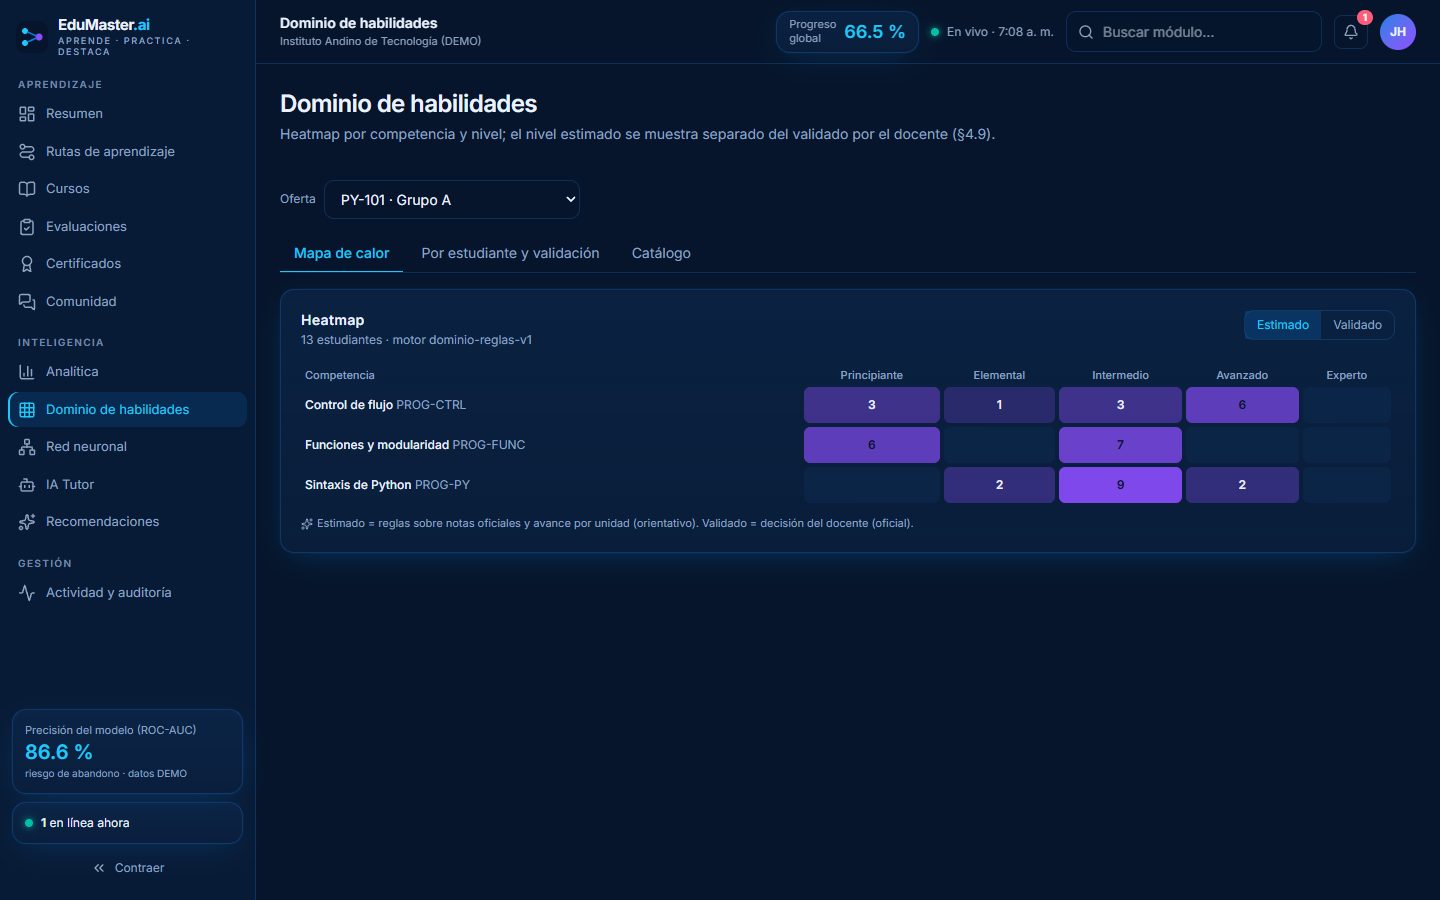 EduMaster.ai
APRENDE · PRACTICA ·
DESTACA
APRENDIZAJE
Resumen
Rutas de aprendizaje
Cursos
Evaluaciones
Certificados
Comunidad
INTELIGENCIA
Analítica
Dominio de habilidades
Red neuronal
IA Tutor
Recomendaciones
GESTIÓN
Actividad y auditoría
Precisión del modelo (ROC-AUC)
86.6 %
riesgo de abandono · datos DEMO
1 en línea ahora
Contraer
Dominio de habilidades
Instituto Andino de Tecnología (DEMO)
Progreso
global
66.5 %
En vivo · 7:08 a. m.
Buscar módulo...
1
JH
Dominio de habilidades
Heatmap por competencia y nivel; el nivel estimado se muestra separado del validado por el docente (§4.9).
Oferta
PY-101 · Grupo A
Mapa de calor
Por estudiante y validación
Catálogo
Heatmap
13 estudiantes · motor dominio-reglas-v1
Estimado
Validado
Competencia Principiante Elemental Intermedio Avanzado Experto
Control de flujo PROG-CTRL 3 1 3 6
Funciones y modularidad PROG-FUNC 6 7
Sintaxis de Python PROG-PY 2 9 2
Estimado = reglas sobre notas oficiales y avance por unidad (orientativo). Validado = decisión del docente (oficial).